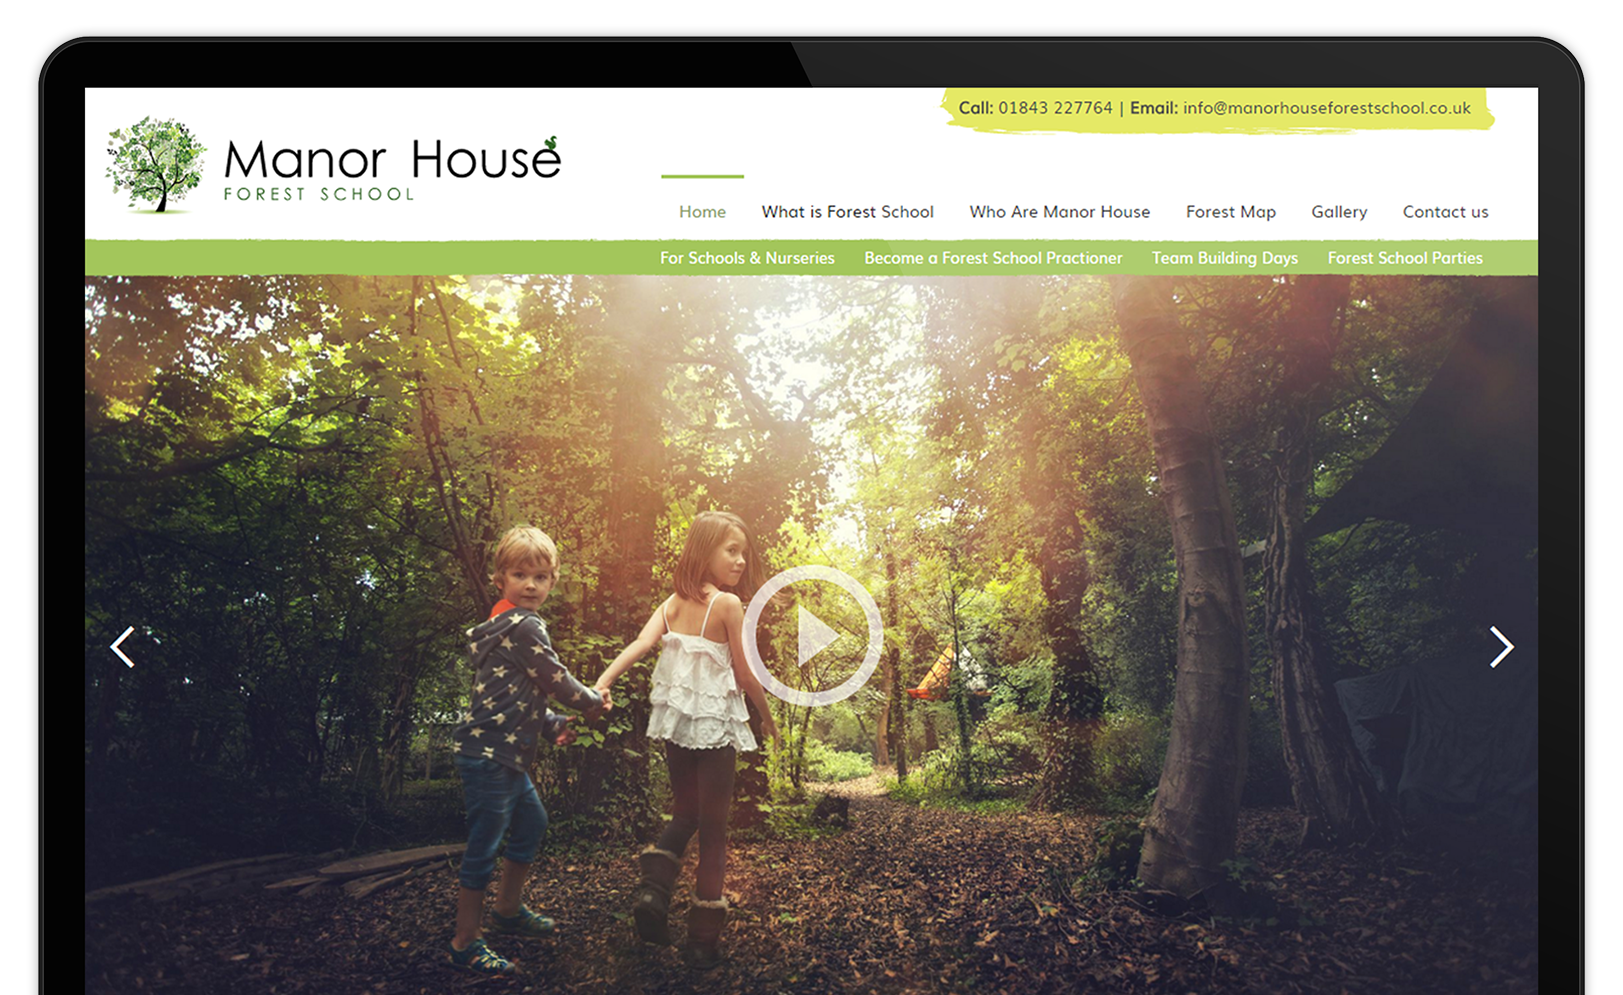 Call: 01843 227764 | Email: info@manorhouseforestschool.co.uk
Manor House
FOREST SCHOOL
Home What is Forest School Who Are Manor House Forest Map Gallery Contact us
For Schools & Nurseries Become a Forest School Practioner Team Building Days Forest School Parties